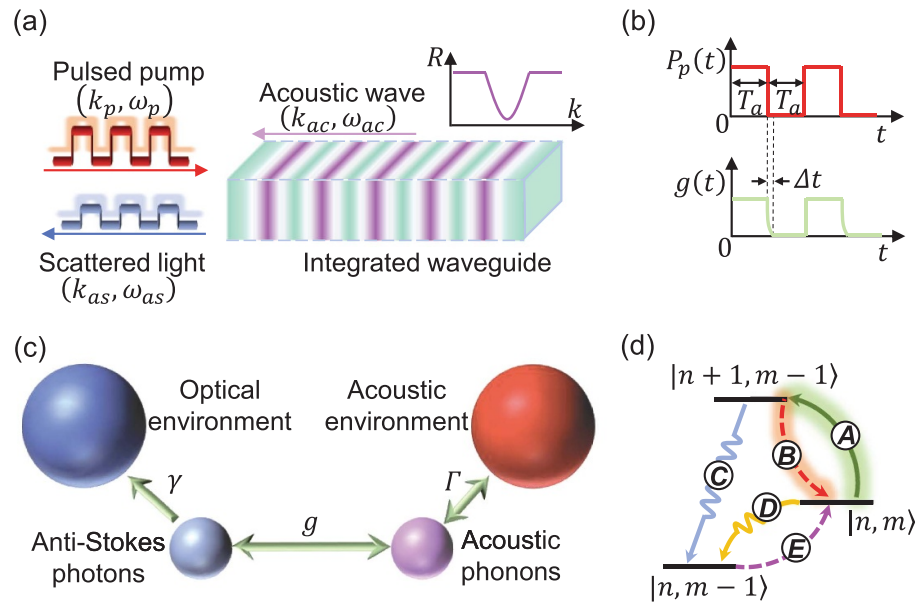 (a)
Pulsed pump
(k_p, ω_p)
Acoustic wave
(k_ac, ω_ac)
R
k
Scattered light
(k_as, ω_as)
Integrated waveguide
(b)
P_p(t)
T_a
T_a
0
t
g(t)
Δt
0
t
(c)
Optical
environment
Acoustic
environment
γ
Γ
g
Anti-Stokes
photons
Acoustic
phonons
(d)
|n + 1, m − 1⟩
A
B
C
D
|n, m⟩
E
|n, m−1⟩